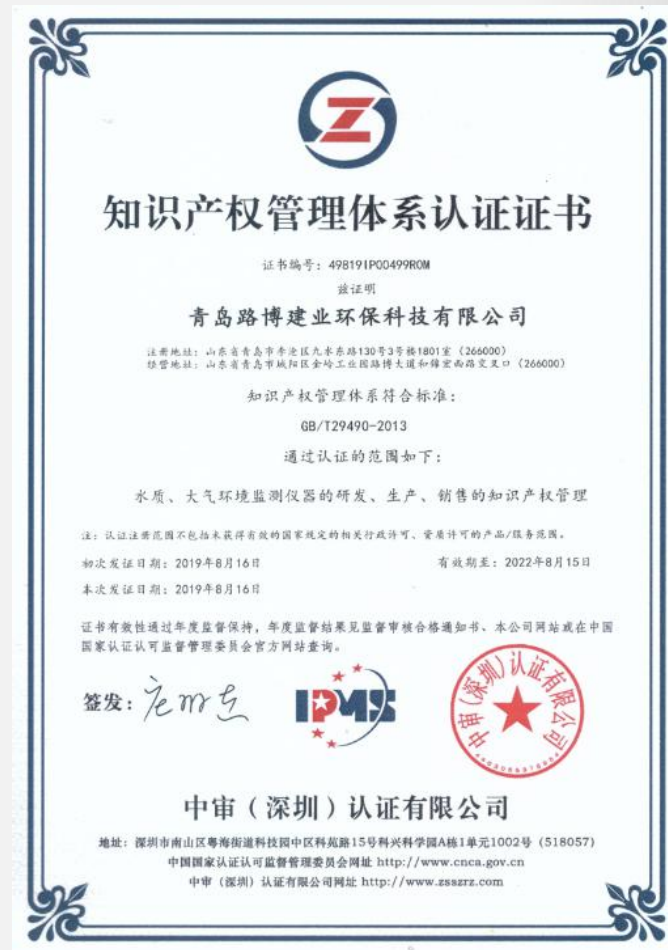 Z
知识产权管理体系认证证书
证书编号：49819IP00499R0M
兹证明
青岛路博建业环保科技有限公司
注册地址：山东省青岛市李沧区九水东路130号3号楼1801室（266000）
经营地址：山东省青岛市城阳区金岭工业园路博大道和锦宏西路交叉口（266000）
知识产权管理体系符合标准：
GB/T29490-2013
通过认证的范围如下：
水质、大气环境监测仪器的研发、生产、销售的知识产权管理
注：认证注册范围不包括未获得有效的国家规定的相关行政许可、资质许可的产品/服务范围。
初次发证日期：2019年8月16日 有效期至：2022年8月15日
本次发证日期：2019年8月16日
证书有效性通过年度监督保持，年度监督结果见监督审核合格通知书、本公司网站或在中国
国家认证认可监督管理委员会官方网站查询。
签发：
IPMS
中审（深圳）认证有限公司
中审（深圳）认证有限公司
地址：深圳市南山区粤海街道科技园中区科苑路15号科兴科学园A栋1单元1002号（518057）
中国国家认证认可监督管理委员会网址 http://www.cnca.gov.cn
中审（深圳）认证有限公司网址 http://www.zsszrz.com